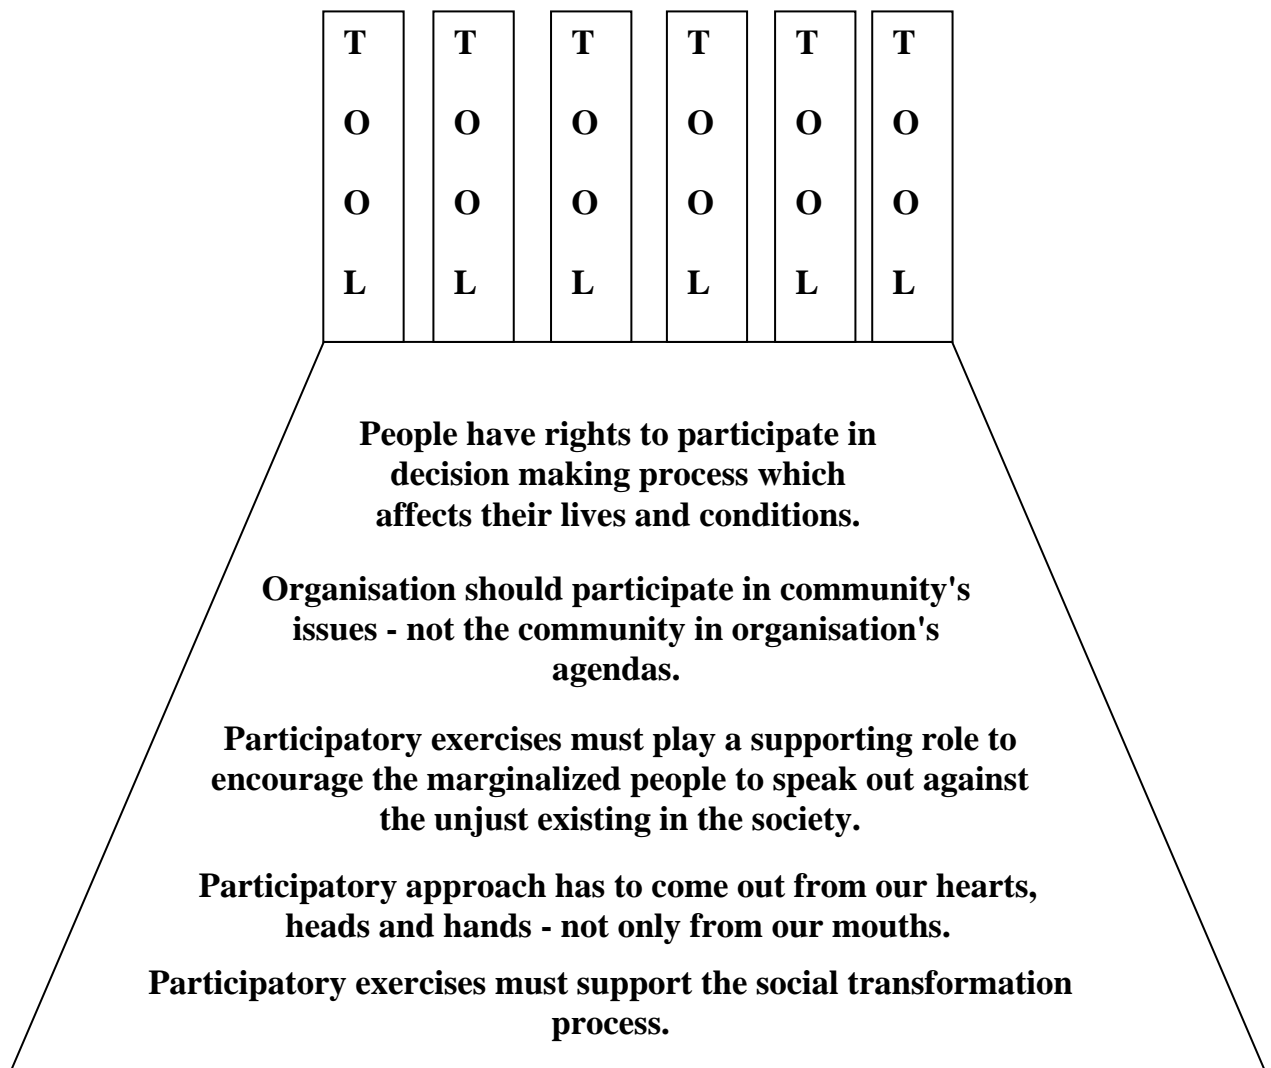 T T T T T T
O O O O O O
O O O O O O
L L L L L L
People have rights to participate in
decision making process which
affects their lives and conditions.
Organisation should participate in community's
issues - not the community in organisation's
agendas.
Participatory exercises must play a supporting role to
encourage the marginalized people to speak out against
the unjust existing in the society.
Participatory approach has to come out from our hearts,
heads and hands - not only from our mouths.
Participatory exercises must support the social transformation
process.